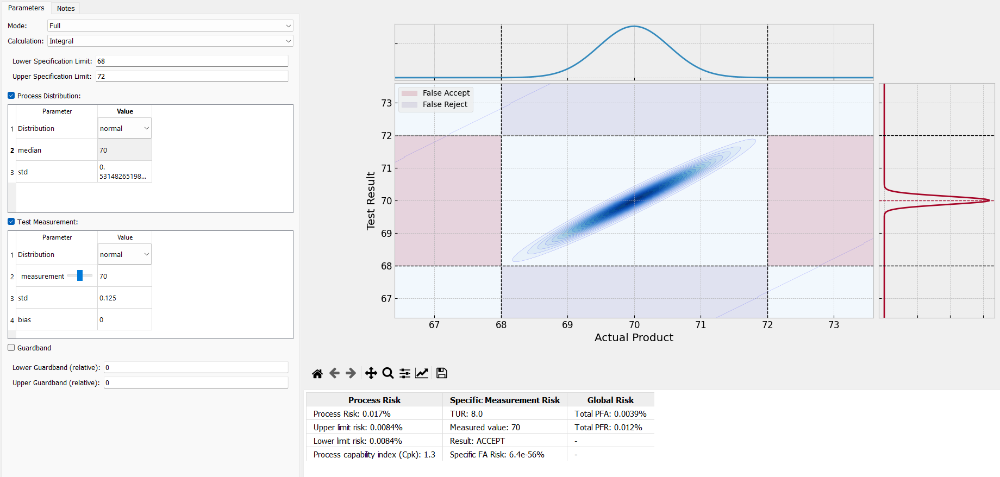 Parameters
Notes
Mode:
Full
Calculation:
Integral
Lower Specification Limit:
68
Upper Specification Limit:
72
Process Distribution:
Parameter
Value
1
Distribution
normal
2
median
70
3
std
0.
53148265198...
Test Measurement:
Parameter
Value
1
Distribution
normal
2
measurement
70
3
std
0.125
4
bias
0
Guardband
Lower Guardband (relative):
0
Upper Guardband (relative):
0
False Accept
False Reject
73
72
71
70
69
68
67
Test Result
67
68
69
70
71
72
73
Actual Product
Process Risk
Specific Measurement Risk
Global Risk
Process Risk: 0.017%
TUR: 8.0
Total PFA: 0.0039%
Upper limit risk: 0.0084%
Measured value: 70
Total PFR: 0.012%
Lower limit risk: 0.0084%
Result: ACCEPT
-
Process capability index (Cpk): 1.3
Specific FA Risk: 6.4e-56%
-